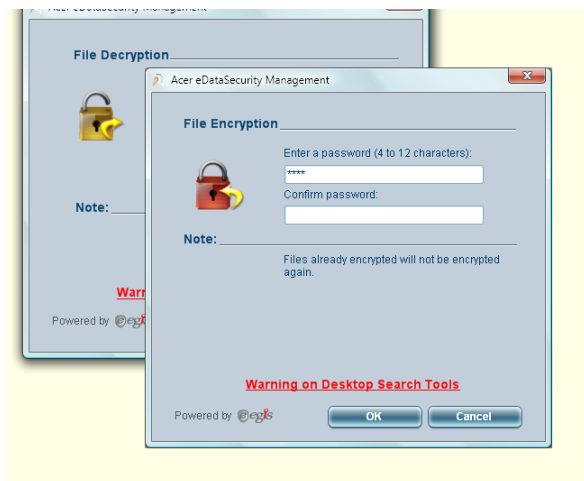 Acer eDataSecurity Management
File Decryption
Note:
Warn
Powered by egis
Acer eDataSecurity Management
File Encryption
Enter a password (4 to 12 characters):
****
Confirm password:
Note:
Files already encrypted will not be encrypted
again.
Warning on Desktop Search Tools
Powered by egis
OK
Cancel